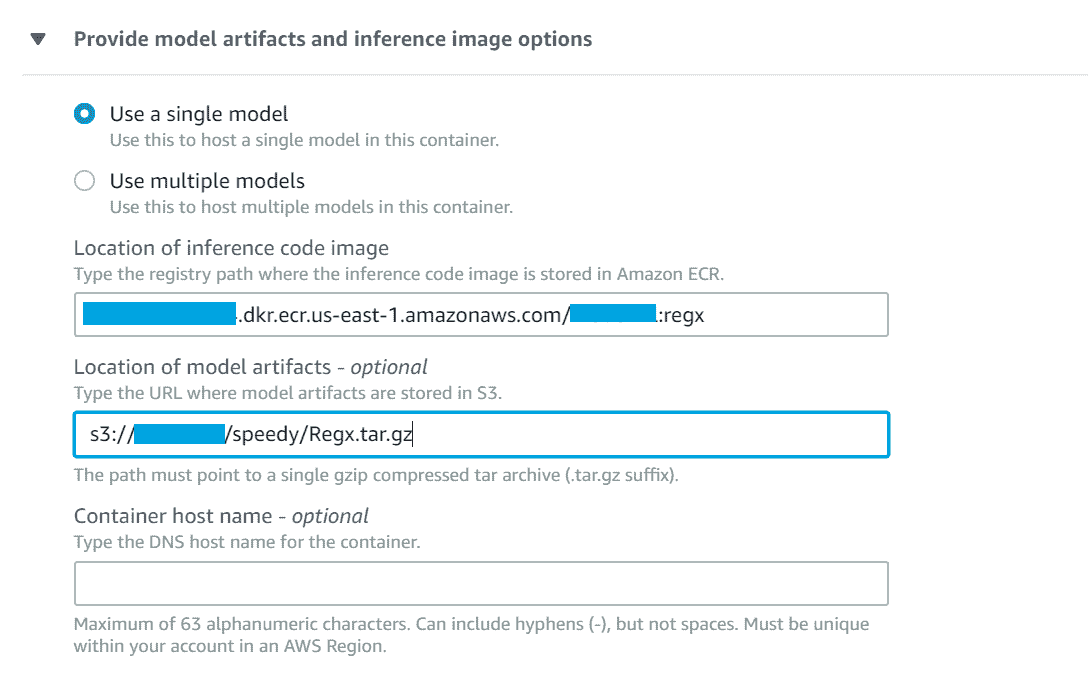 Provide model artifacts and inference image options
Use a single model
Use this to host a single model in this container.
Use multiple models
Use this to host multiple models in this container.
Location of inference code image
Type the registry path where the inference code image is stored in Amazon ECR.
.dkr.ecr.us-east-1.amazonaws.com/ :regx
Location of model artifacts - optional
Type the URL where model artifacts are stored in S3.
s3:// /speedy/Regx.tar.gz
The path must point to a single gzip compressed tar archive (.tar.gz suffix).
Container host name - optional
Type the DNS host name for the container.
Maximum of 63 alphanumeric characters. Can include hyphens (-), but not spaces. Must be unique
within your account in an AWS Region.